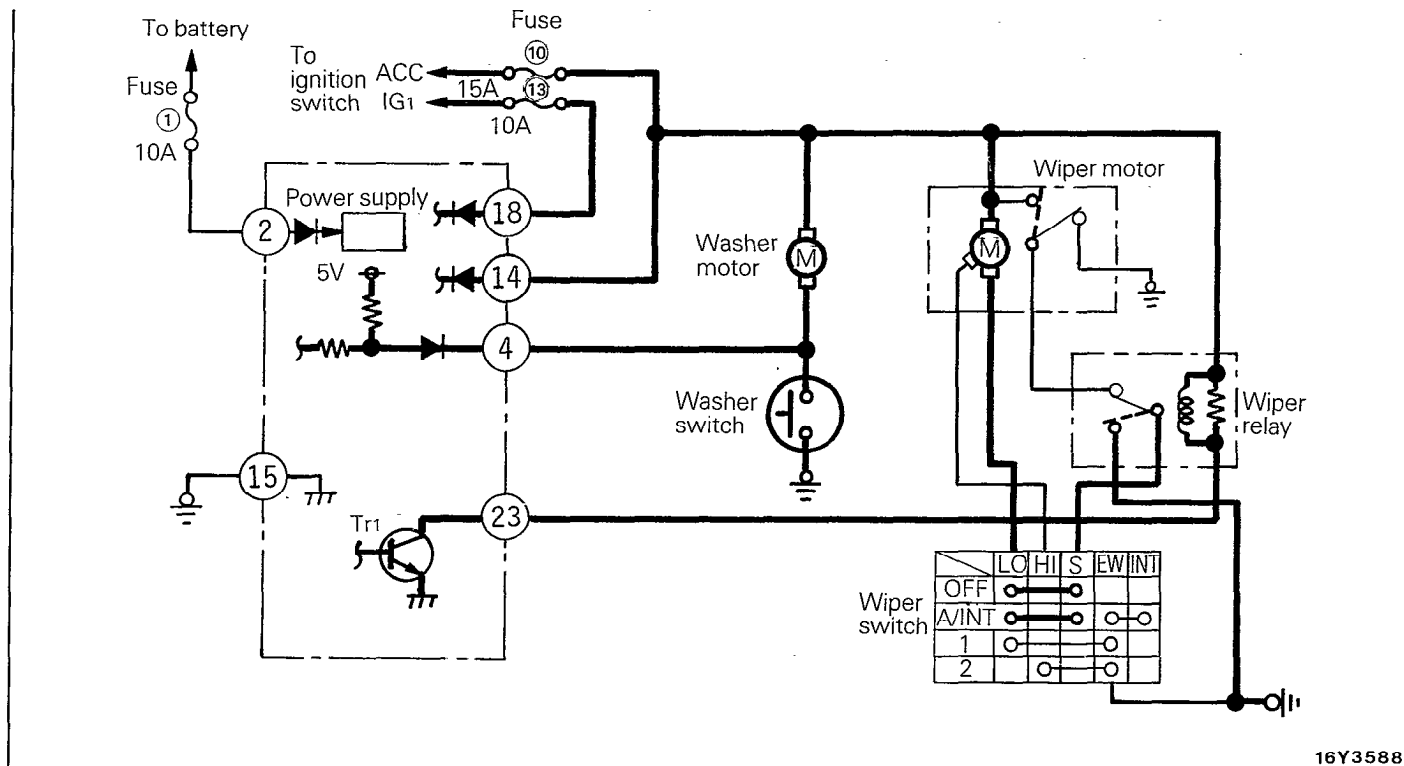 To battery
Fuse
①
10A
To
ignition
switch
ACC
IG1
Fuse
⑩
15A
⑬
10A
Power supply
2
5V
18
14
4
15
23
Tr1
Washer
motor
M
Washer
switch
Wiper motor
M
Wiper
relay
Wiper
switch
LO HI S EW INT
OFF
A/INT
1
2
16Y3588